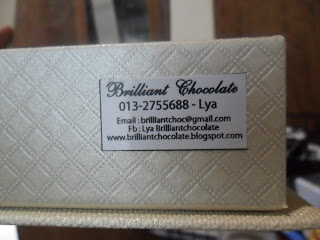 Brilliant Chocolate
013-2755688 - Lya
Email : brilliantchoc@gmail.com
Fb : Lya Brilliantchocolate
www.brilliantchocolate.blogspot.com